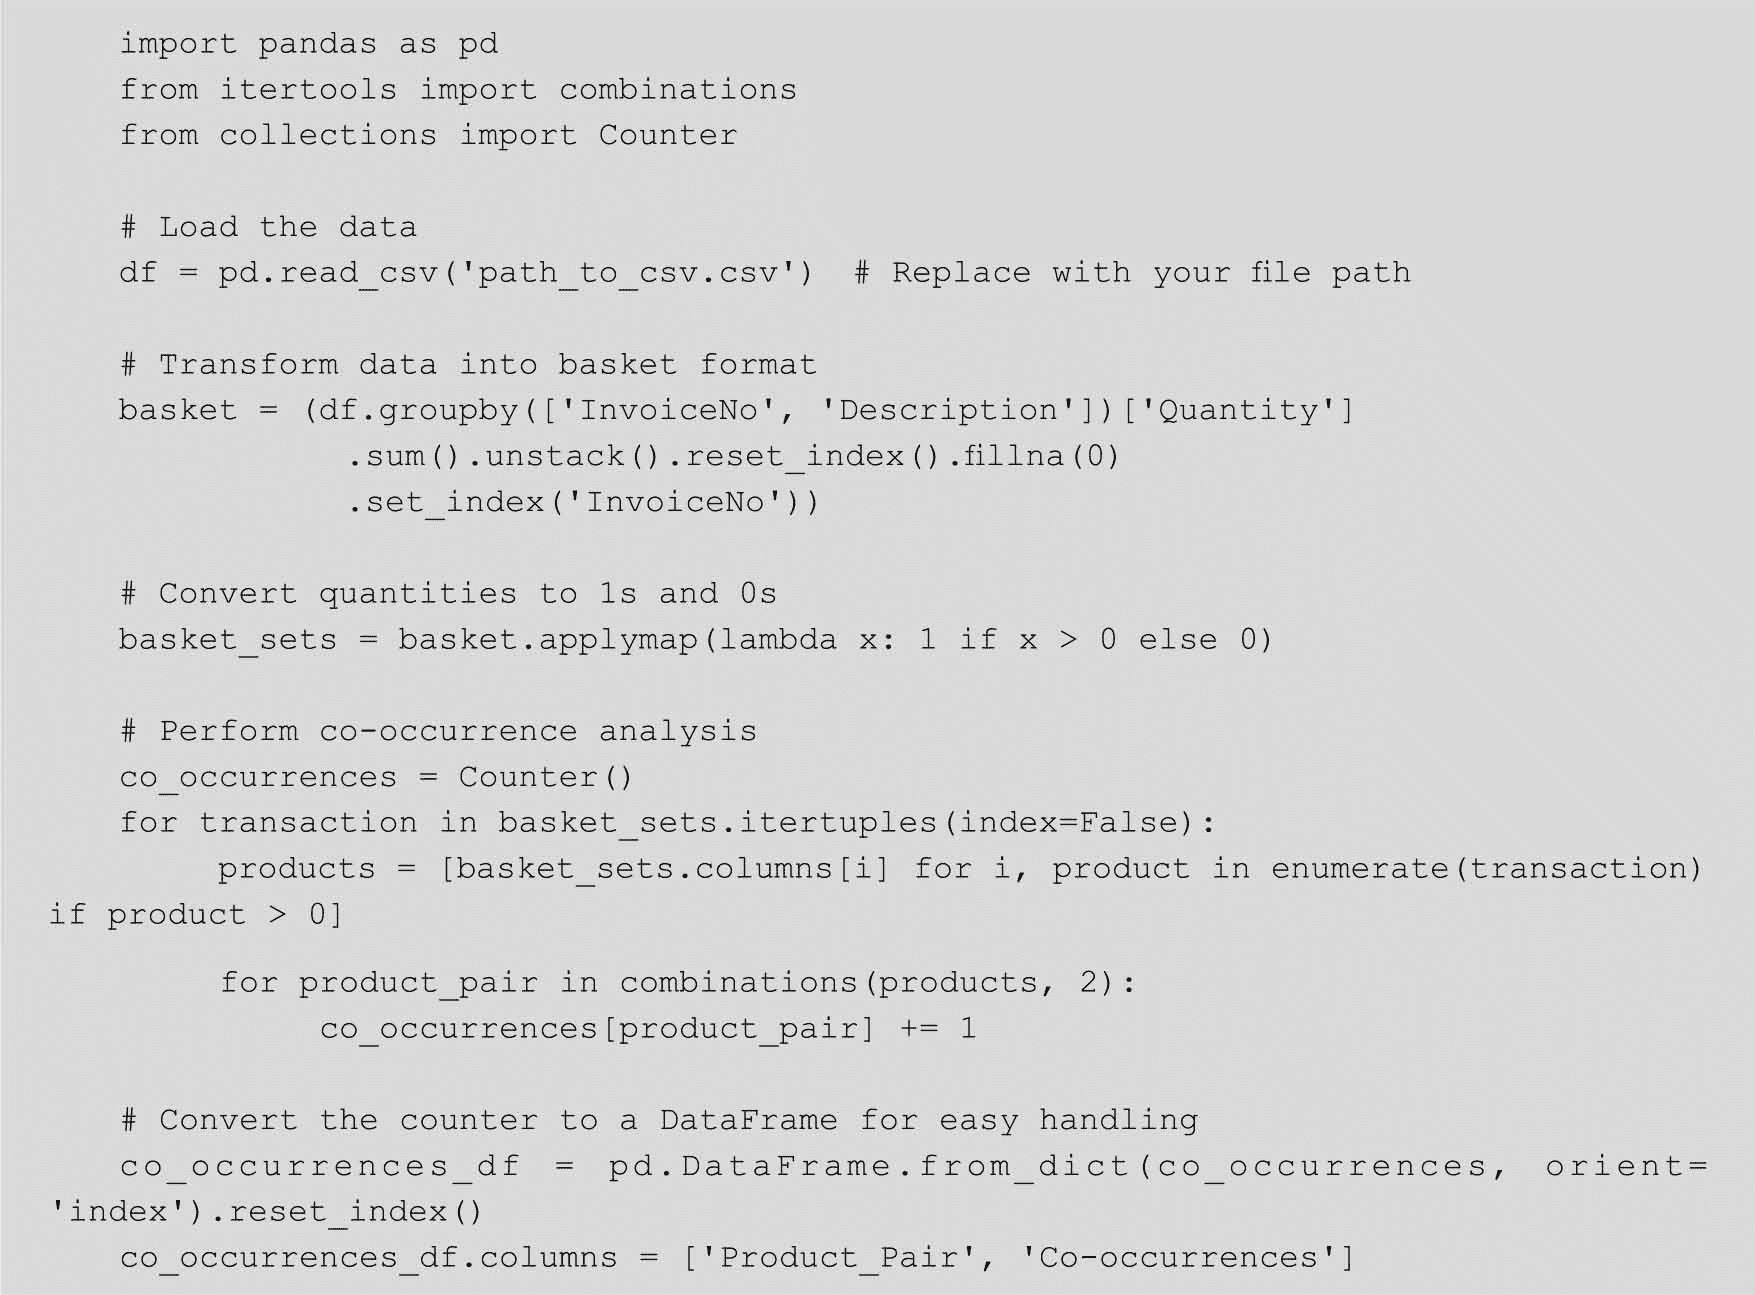 import pandas as pd
from itertools import combinations
from collections import Counter
# Load the data
df = pd.read_csv('path_to_csv.csv')  # Replace with your file path
# Transform data into basket format
basket = (df.groupby(['InvoiceNo', 'Description'])['Quantity']
.sum().unstack().reset_index().fillna(0)
.set_index('InvoiceNo'))
# Convert quantities to 1s and 0s
basket_sets = basket.applymap(lambda x: 1 if x > 0 else 0)
# Perform co-occurrence analysis
co_occurrences = Counter()
for transaction in basket_sets.itertuples(index=False):
products = [basket_sets.columns[i] for i, product in enumerate(transaction)
if product > 0]
for product_pair in combinations(products, 2):
co_occurrences[product_pair] += 1
# Convert the counter to a DataFrame for easy handling
co_occurrences_df = pd.DataFrame.from_dict(co_occurrences, orient=
'index').reset_index()
co_occurrences_df.columns = ['Product_Pair', 'Co-occurrences']